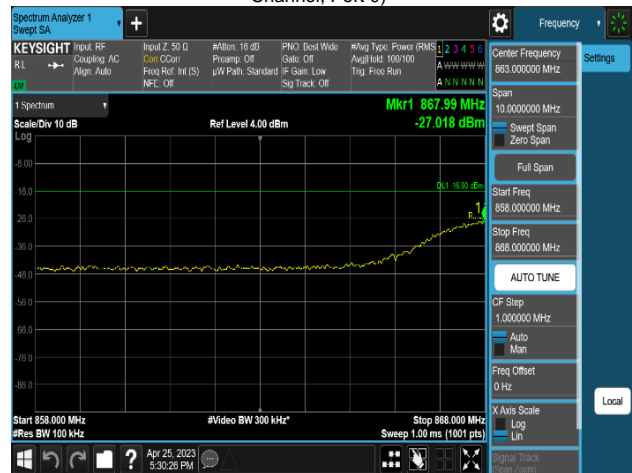 Channel, Port 0)
Spectrum Analyzer 1
Swept SA
+
Frequency
KEYSIGHT
RL
Input: RF
Coupling: AC
Align: Auto
Input Z: 50 Ω
Corr CCorr
Freq Ref: Int (S)
NFE: Off
#Atten: 16 dB
Preamp: Off
µW Path: Standard
PNO: Best Wide
Gate: Off
IF Gain: Low
Sig Track: Off
#Avg Type: Power (RMS
Avg|Hold: 100/100
Trig: Free Run
1 2 3 4 5 6
A W W W W W
A N N N N N
LW
1 Spectrum
Scale/Div 10 dB
Log
Ref Level 4.00 dBm
Mkr1 867.99 MHz
-27.018 dBm
DL1 -16.00 dBm
1
-6.00
-16.0
-26.0
-36.0
-46.0
-56.0
-66.0
-86.0
Start 858.000 MHz
#Res BW 100 kHz
#Video BW 300 kHz*
Stop 868.000 MHz
Sweep 1.00 ms (1001 pts)
Center Frequency
863.000000 MHz
Settings
Span
10.0000000 MHz
Swept Span
Zero Span
Full Span
Start Freq
858.000000 MHz
Stop Freq
868.000000 MHz
AUTO TUNE
CF Step
1.000000 MHz
Auto
Man
Freq Offset
0 Hz
X Axis Scale
Log
Lin
Local
Signal Track
(Span Zoom)
?
Apr 25, 2023
5:30:26 PM